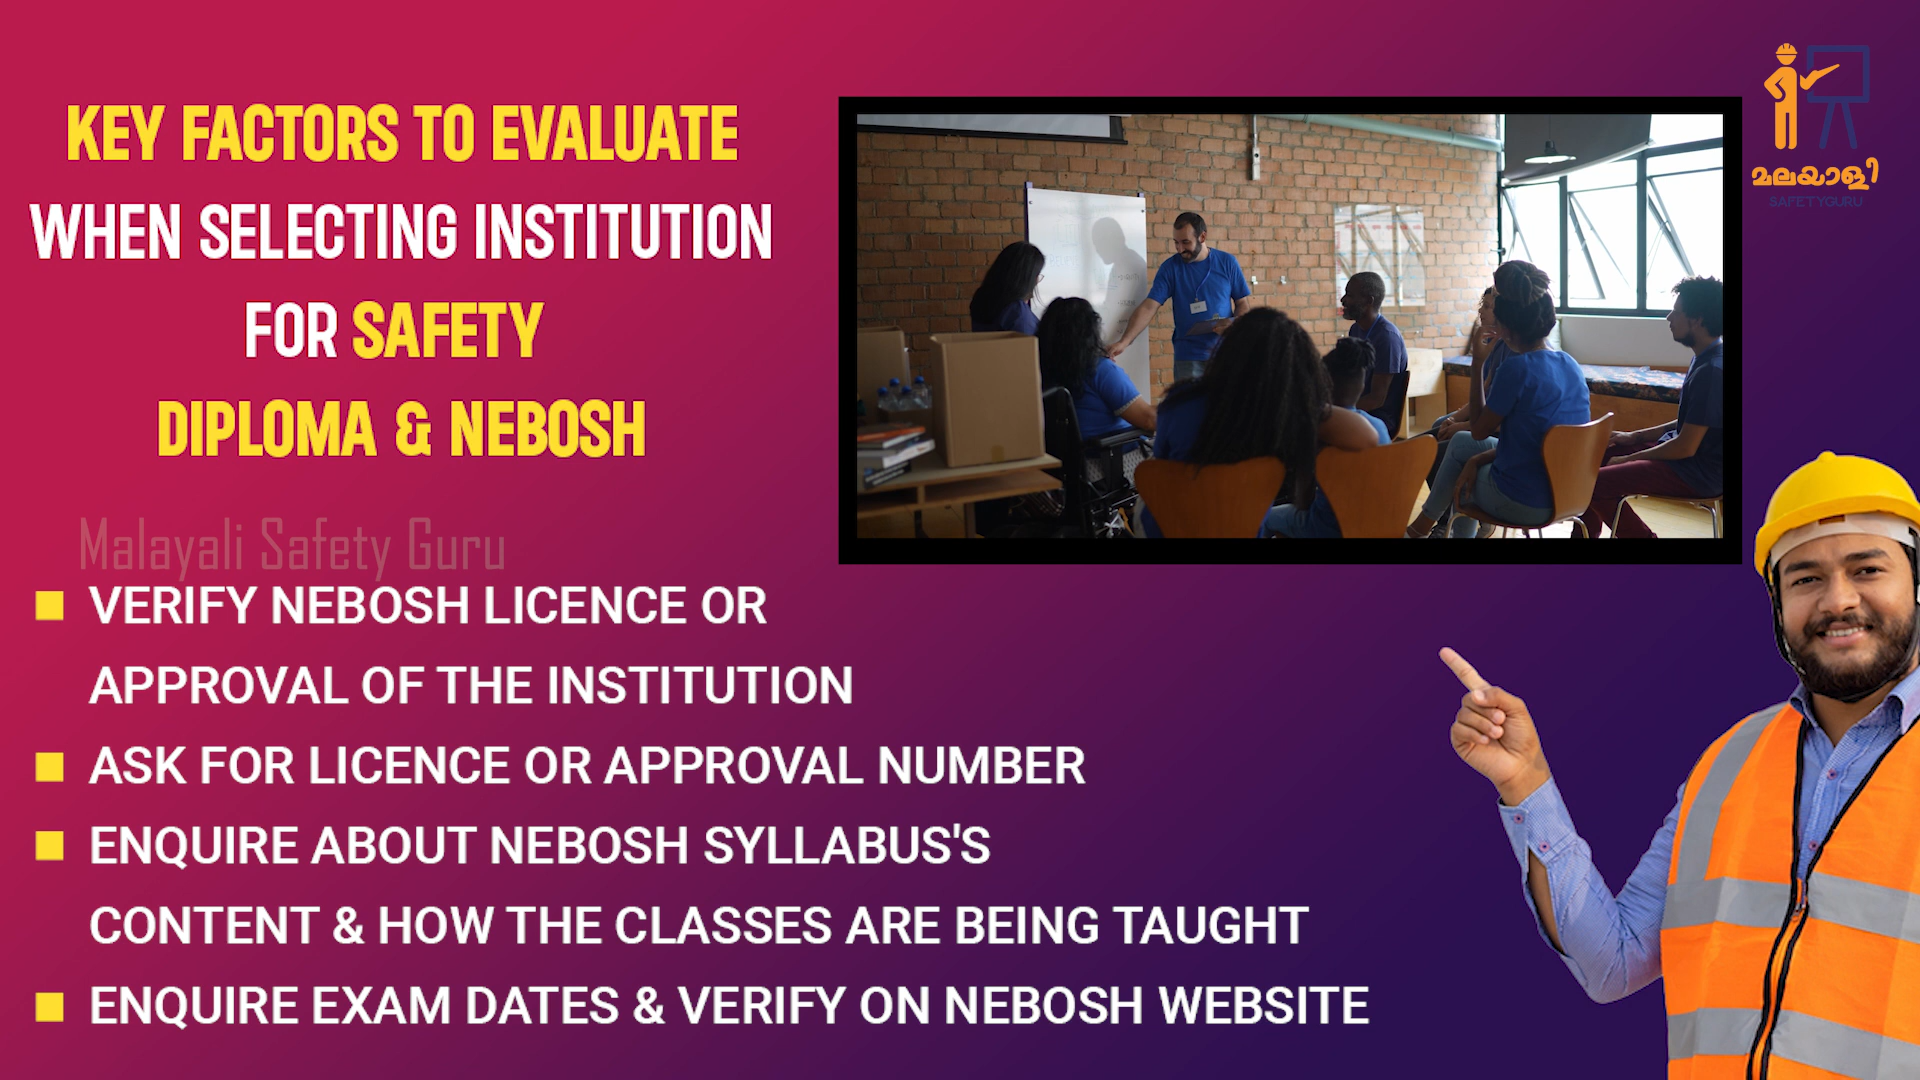 KEY FACTORS TO EVALUATE
WHEN SELECTING INSTITUTION
FOR SAFETY
DIPLOMA & NEBOSH
മലയാളി
SAFETYGURU
Malayali Safety Guru
VERIFY NEBOSH LICENCE OR
APPROVAL OF THE INSTITUTION
ASK FOR LICENCE OR APPROVAL NUMBER
ENQUIRE ABOUT NEBOSH SYLLABUS'S
CONTENT & HOW THE CLASSES ARE BEING TAUGHT
ENQUIRE EXAM DATES & VERIFY ON NEBOSH WEBSITE